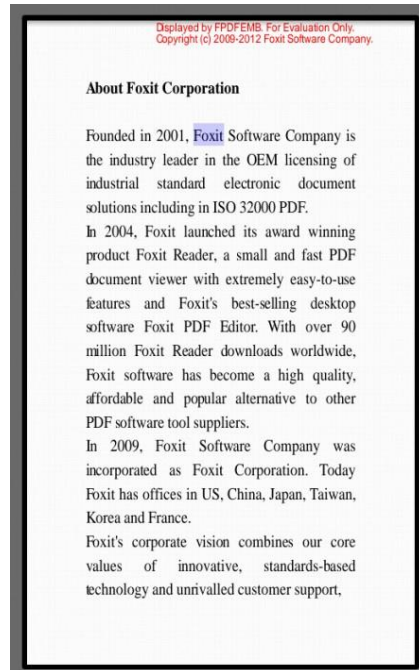 Displayed by FPDFEMB. For Evaluation Only.
Copyright (c) 2009-2012 Foxit Software Company.
About Foxit Corporation
Founded in 2001, Foxit Software Company is
the industry leader in the OEM licensing of
industrial standard electronic document
solutions including in ISO 32000 PDF.
In 2004, Foxit launched its award winning
product Foxit Reader, a small and fast PDF
document viewer with extremely easy-to-use
features and Foxit's best-selling desktop
software Foxit PDF Editor. With over 90
million Foxit Reader downloads worldwide,
Foxit software has become a high quality,
affordable and popular alternative to other
PDF software tool suppliers.
In 2009, Foxit Software Company was
incorporated as Foxit Corporation. Today
Foxit has offices in US, China, Japan, Taiwan,
Korea and France.
Foxit's corporate vision combines our core
values of innovative, standards-based
technology and unrivalled customer support,